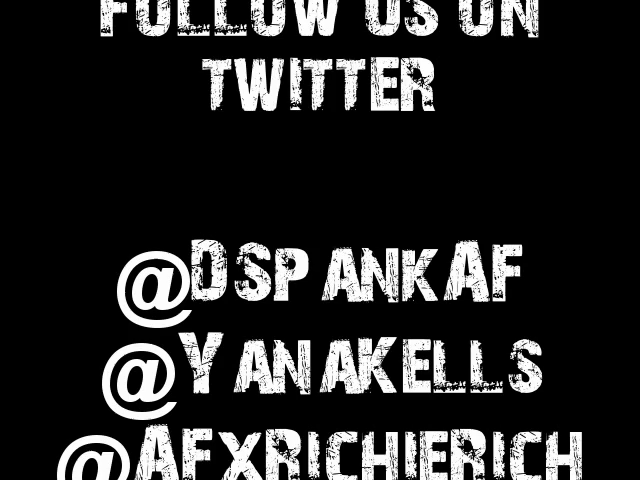 FOLLOW US ON
TWITTER
@DSPANKAF
@YANAKELLS
@AFXRICHIERICH